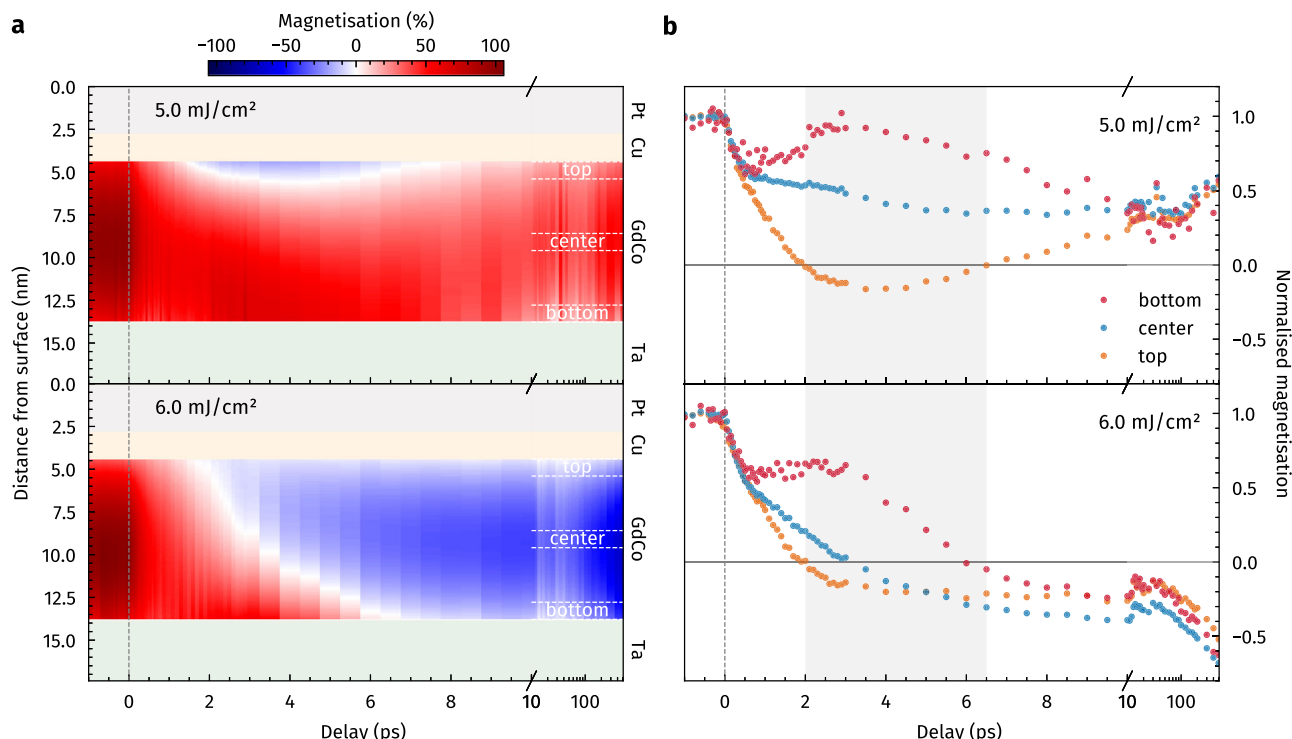 a
Magnetisation (%)
−100 −50 0 50 100
b
0.0
2.5
5.0
7.5
10.0
12.5
15.0
5.0 mJ/cm²
Pt
Cu
GdCo
Ta
top
center
bottom
0.0
5.0
7.5
10.0
12.5
15.0
2.5
6.0 mJ/cm²
Pt
Cu
GdCo
Ta
top
center
bottom
Distance from surface (nm)
0 2 4 6 8 10 10 100
Delay (ps)
5.0 mJ/cm²
1.0
0.5
0.0
−0.5
bottom
center
top
6.0 mJ/cm²
1.0
0.5
0.0
−0.5
Normalised magnetisation
0 2 4 6 8 10 10 100
Delay (ps)